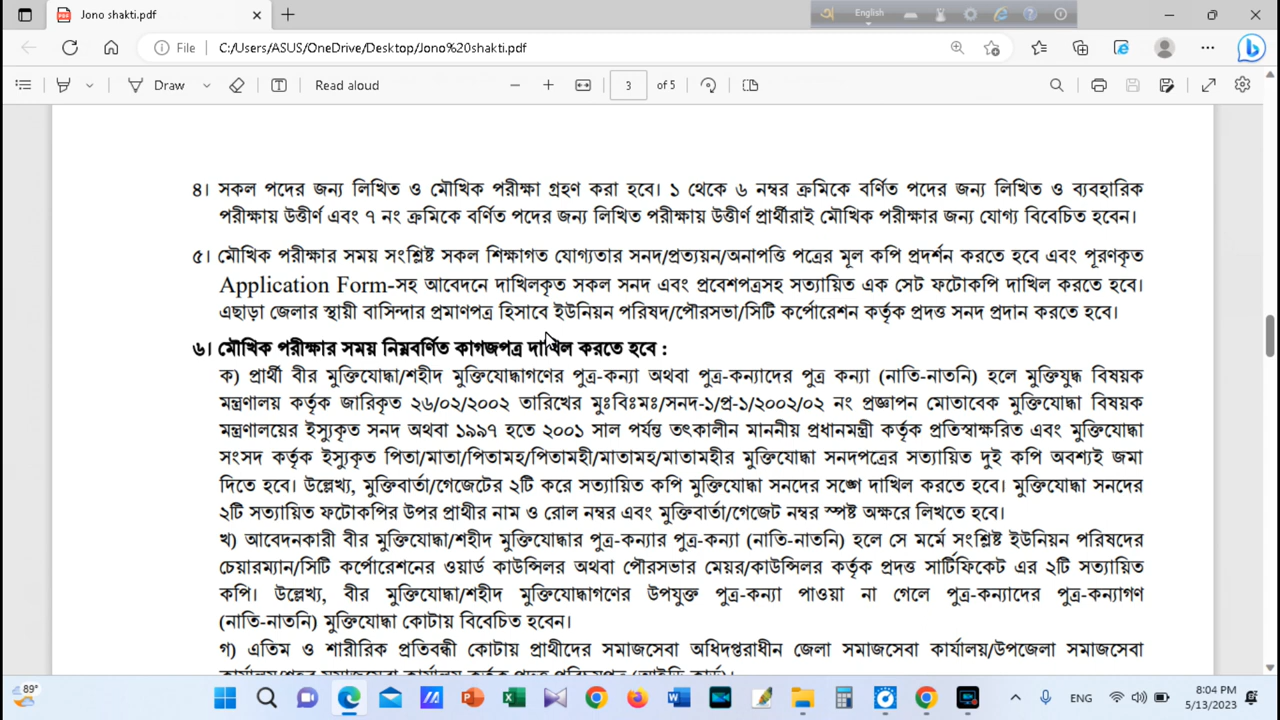 Jono shakti.pdf
English
File
C:/Users/ASUS/OneDrive/Desktop/Jono%20shakti.pdf
Draw
Read aloud
3
of 5
৪। সকল পদের জন্য লিখিত ও মৌখিক পরীক্ষা গ্রহণ করা হবে। ১ থেকে ৬ নম্বর ক্রমিকে বর্ণিত পদের জন্য লিখিত ও ব্যবহারিক
পরীক্ষায় উত্তীর্ণ এবং ৭ নং ক্রমিকে বর্ণিত পদের জন্য লিখিত পরীক্ষায় উত্তীর্ণ প্রার্থীরাই মৌখিক পরীক্ষার জন্য যোগ্য বিবেচিত হবেন।
৫। মৌখিক পরীক্ষার সময় সংশ্লিষ্ট সকল শিক্ষাগত যোগ্যতার সনদ/প্রত্যয়ন/অনাপত্তি পত্রের মূল কপি প্রদর্শন করতে হবে এবং পূরণকৃত
Application Form-সহ আবেদনে দাখিলকৃত সকল সনদ এবং প্রবেশপত্রসহ সত্যায়িত এক সেট ফটোকপি দাখিল করতে হবে।
এছাড়া জেলার স্থায়ী বাসিন্দার প্রমাণপত্র হিসাবে ইউনিয়ন পরিষদ/পৌরসভা/সিটি কর্পোরেশন কর্তৃক প্রদত্ত সনদ প্রদান করতে হবে।
৬। মৌখিক পরীক্ষার সময় নিম্নবর্ণিত কাগজপত্র দাখিল করতে হবে :
ক) প্রার্থী বীর মুক্তিযোদ্ধা/শহীদ মুক্তিযোদ্ধাগণের পুত্র-কন্যা অথবা পুত্র-কন্যাদের পুত্র কন্যা (নাতি-নাতনি) হলে মুক্তিযুদ্ধ বিষয়ক
মন্ত্রণালয় কর্তৃক জারিকৃত ২৬/০২/২০০২ তারিখের মুঃবিঃমঃ/সনদ-১/প্র-১/২০০২/০২ নং প্রজ্ঞাপন মোতাবেক মুক্তিযোদ্ধা বিষয়ক
মন্ত্রণালয়ের ইস্যুকৃত সনদ অথবা ১৯৯৭ হতে ২০০১ সাল পর্যন্ত তৎকালীন মাননীয় প্রধানমন্ত্রী কর্তৃক প্রতিস্বাক্ষরিত এবং মুক্তিযোদ্ধা
সংসদ কর্তৃক ইস্যুকৃত পিতা/মাতা/পিতামহ/পিতামহী/মাতামহ/মাতামহীর মুক্তিযোদ্ধা সনদপত্রের সত্যায়িত দুই কপি অবশ্যই জমা
দিতে হবে। উল্লেখ্য, মুক্তিবার্তা/গেজেটের ২টি করে সত্যায়িত কপি মুক্তিযোদ্ধা সনদের সঙ্গে দাখিল করতে হবে। মুক্তিযোদ্ধা সনদের
২টি সত্যায়িত ফটোকপির উপর প্রার্থীর নাম ও রোল নম্বর এবং মুক্তিবার্তা/গেজেট নম্বর স্পষ্ট অক্ষরে লিখতে হবে।
খ) আবেদনকারী বীর মুক্তিযোদ্ধা/শহীদ মুক্তিযোদ্ধার পুত্র-কন্যার পুত্র-কন্যা (নাতি-নাতনি) হলে সে মর্মে সংশ্লিষ্ট ইউনিয়ন পরিষদের
চেয়ারম্যান/সিটি কর্পোরেশনের ওয়ার্ড কাউন্সিলর অথবা পৌরসভার মেয়র/কাউন্সিলর কর্তৃক প্রদত্ত সার্টিফিকেট এর ২টি সত্যায়িত
কপি। উল্লেখ্য, বীর মুক্তিযোদ্ধা/শহীদ মুক্তিযোদ্ধাগণের উপযুক্ত পুত্র-কন্যা পাওয়া না গেলে পুত্র-কন্যাদের পুত্র-কন্যাগণ
(নাতি-নাতনি) মুক্তিযোদ্ধা কোটায় বিবেচিত হবেন।
গ) এতিম ও শারীরিক প্রতিবন্ধী কোটায় প্রার্থীদের সমাজসেবা অধিদপ্তরাধীন জেলা সমাজসেবা কার্যালয়/উপজেলা সমাজসেবা
89°
ENG
8:04 PM
5/13/2023